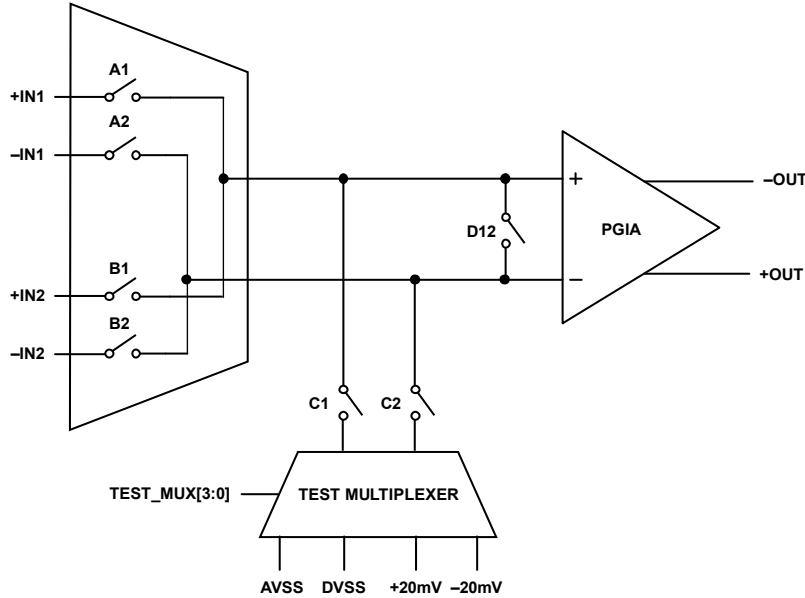 A1
+IN1
A2
–IN1
+
–OUT
D12
PGIA
B1
–
+OUT
+IN2
B2
–IN2
C1
C2
TEST_MUX[3:0]
TEST MULTIPLEXER
AVSS DVSS +20mV –20mV